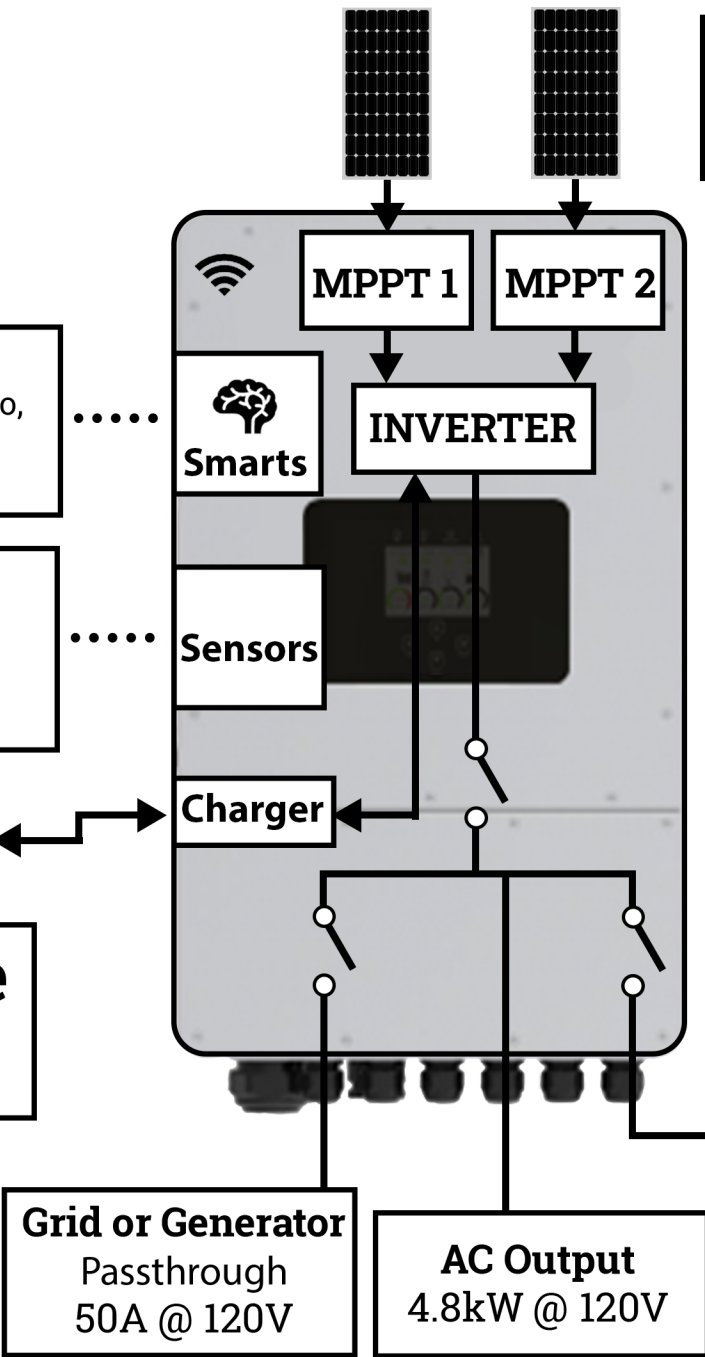 MPPT 1
MPPT 2
o,
Smarts
INVERTER
Sensors
Charger
e
Grid or Generator
Passthrough
50A @ 120V
AC Output
4.8kW @ 120V